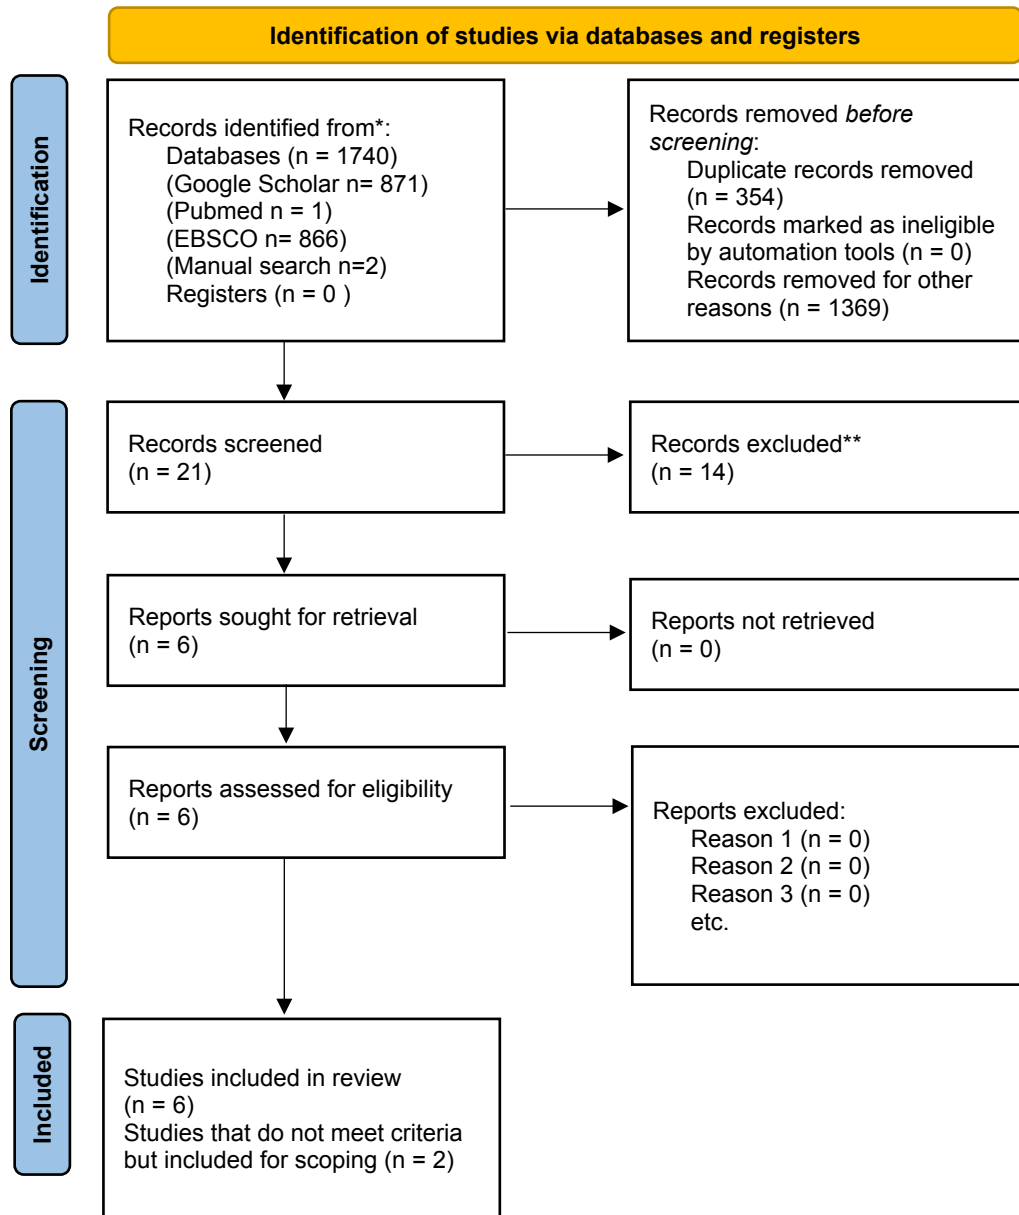 Identification of studies via databases and registers
Identification
Records identified from*:
Databases (n = 1740)
(Google Scholar n= 871)
(Pubmed n = 1)
(EBSCO n= 866)
(Manual search n=2)
Registers (n = 0 )
Records removed before
screening:
Duplicate records removed
(n = 354)
Records marked as ineligible
by automation tools (n = 0)
Records removed for other
reasons (n = 1369)
Screening
Records screened
(n = 21)
Records excluded**
(n = 14)
Reports sought for retrieval
(n = 6)
Reports not retrieved
(n = 0)
Reports assessed for eligibility
(n = 6)
Reports excluded:
Reason 1 (n = 0)
Reason 2 (n = 0)
Reason 3 (n = 0)
etc.
Included
Studies included in review
(n = 6)
Studies that do not meet criteria
but included for scoping (n = 2)